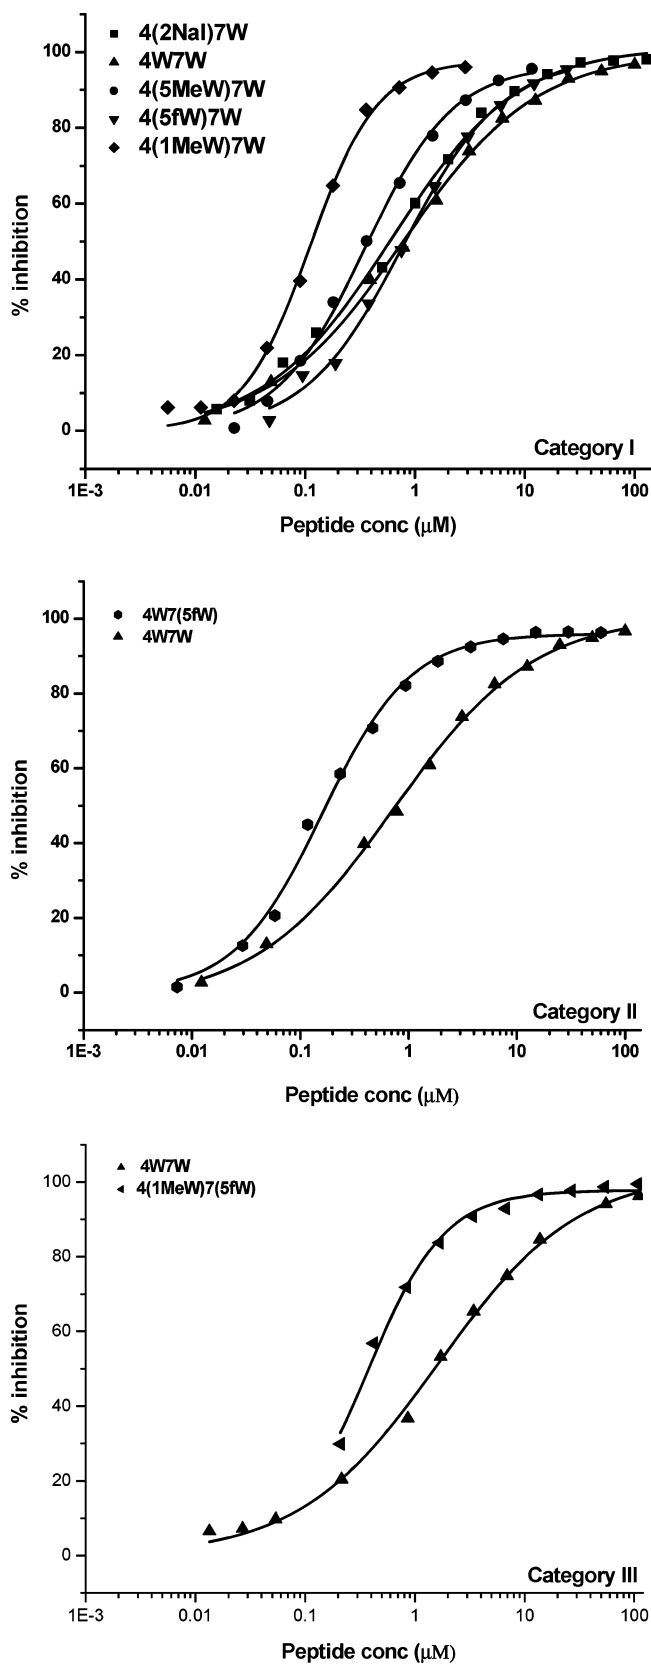 4(2Nal)7W
4W7W
4(5MeW)7W
4(5fW)7W
4(1MeW)7W
100
80
60
40
20
0
% inhibition
Category I
1E-3 0.01 0.1 1 10 100
Peptide conc (μM)
4W7(5fW)
4W7W
100
80
60
40
20
0
% inhibition
Category II
1E-3 0.01 0.1 1 10 100
Peptide conc (μM)
4W7W
4(1MeW)7(5fW)
100
80
60
40
20
0
% inhibition
Category III
1E-3 0.01 0.1 1 10 100
Peptide conc (μM)